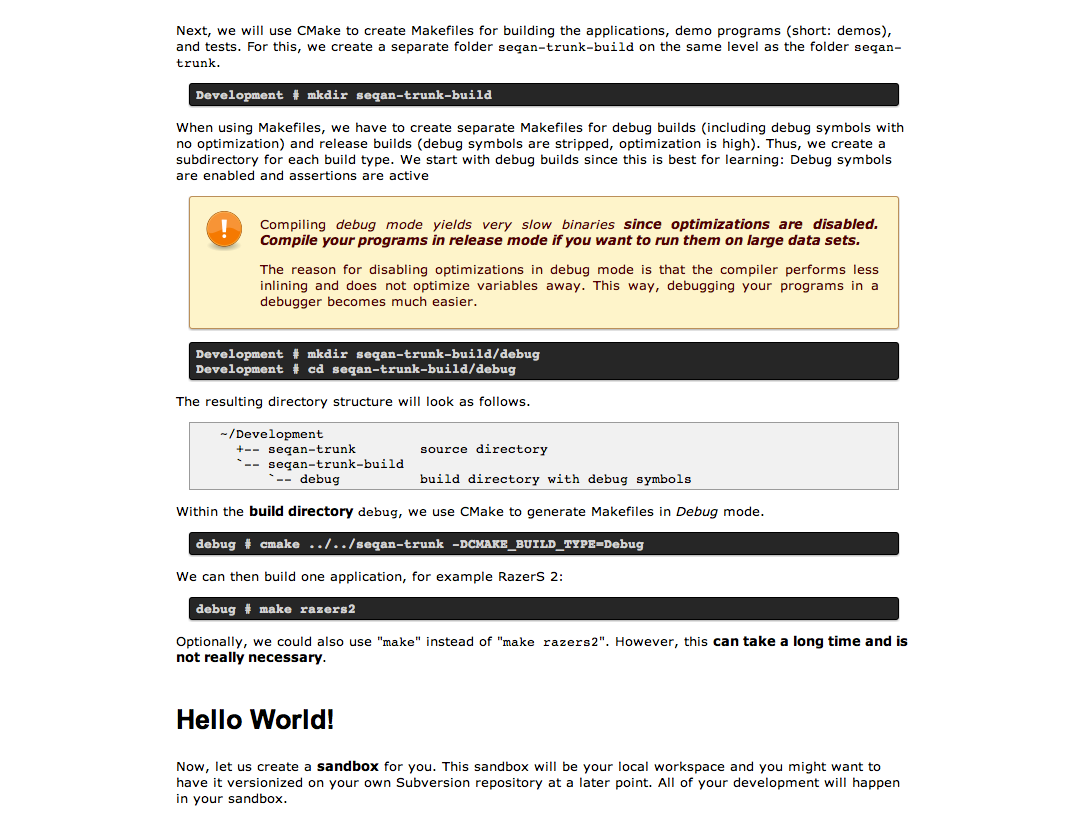 Next, we will use CMake to create Makefiles for building the applications, demo programs (short: demos),
and tests. For this, we create a separate folder seqan-trunk-build on the same level as the folder seqan-
trunk.
Development # mkdir seqan-trunk-build
When using Makefiles, we have to create separate Makefiles for debug builds (including debug symbols with
no optimization) and release builds (debug symbols are stripped, optimization is high). Thus, we create a
subdirectory for each build type. We start with debug builds since this is best for learning: Debug symbols
are enabled and assertions are active
!
Compiling debug mode yields very slow binaries since optimizations are disabled.
Compile your programs in release mode if you want to run them on large data sets.
The reason for disabling optimizations in debug mode is that the compiler performs less
inlining and does not optimize variables away. This way, debugging your programs in a
debugger becomes much easier.
Development # mkdir seqan-trunk-build/debug
Development # cd seqan-trunk-build/debug
The resulting directory structure will look as follows.
~/Development
+-- seqan-trunk        source directory
`-- seqan-trunk-build
`-- debug          build directory with debug symbols
Within the build directory debug, we use CMake to generate Makefiles in Debug mode.
debug # cmake ../../seqan-trunk -DCMAKE_BUILD_TYPE=Debug
We can then build one application, for example RazerS 2:
debug # make razers2
Optionally, we could also use "make" instead of "make razers2". However, this can take a long time and is
not really necessary.
Hello World!
Now, let us create a sandbox for you. This sandbox will be your local workspace and you might want to
have it versionized on your own Subversion repository at a later point. All of your development will happen
in your sandbox.